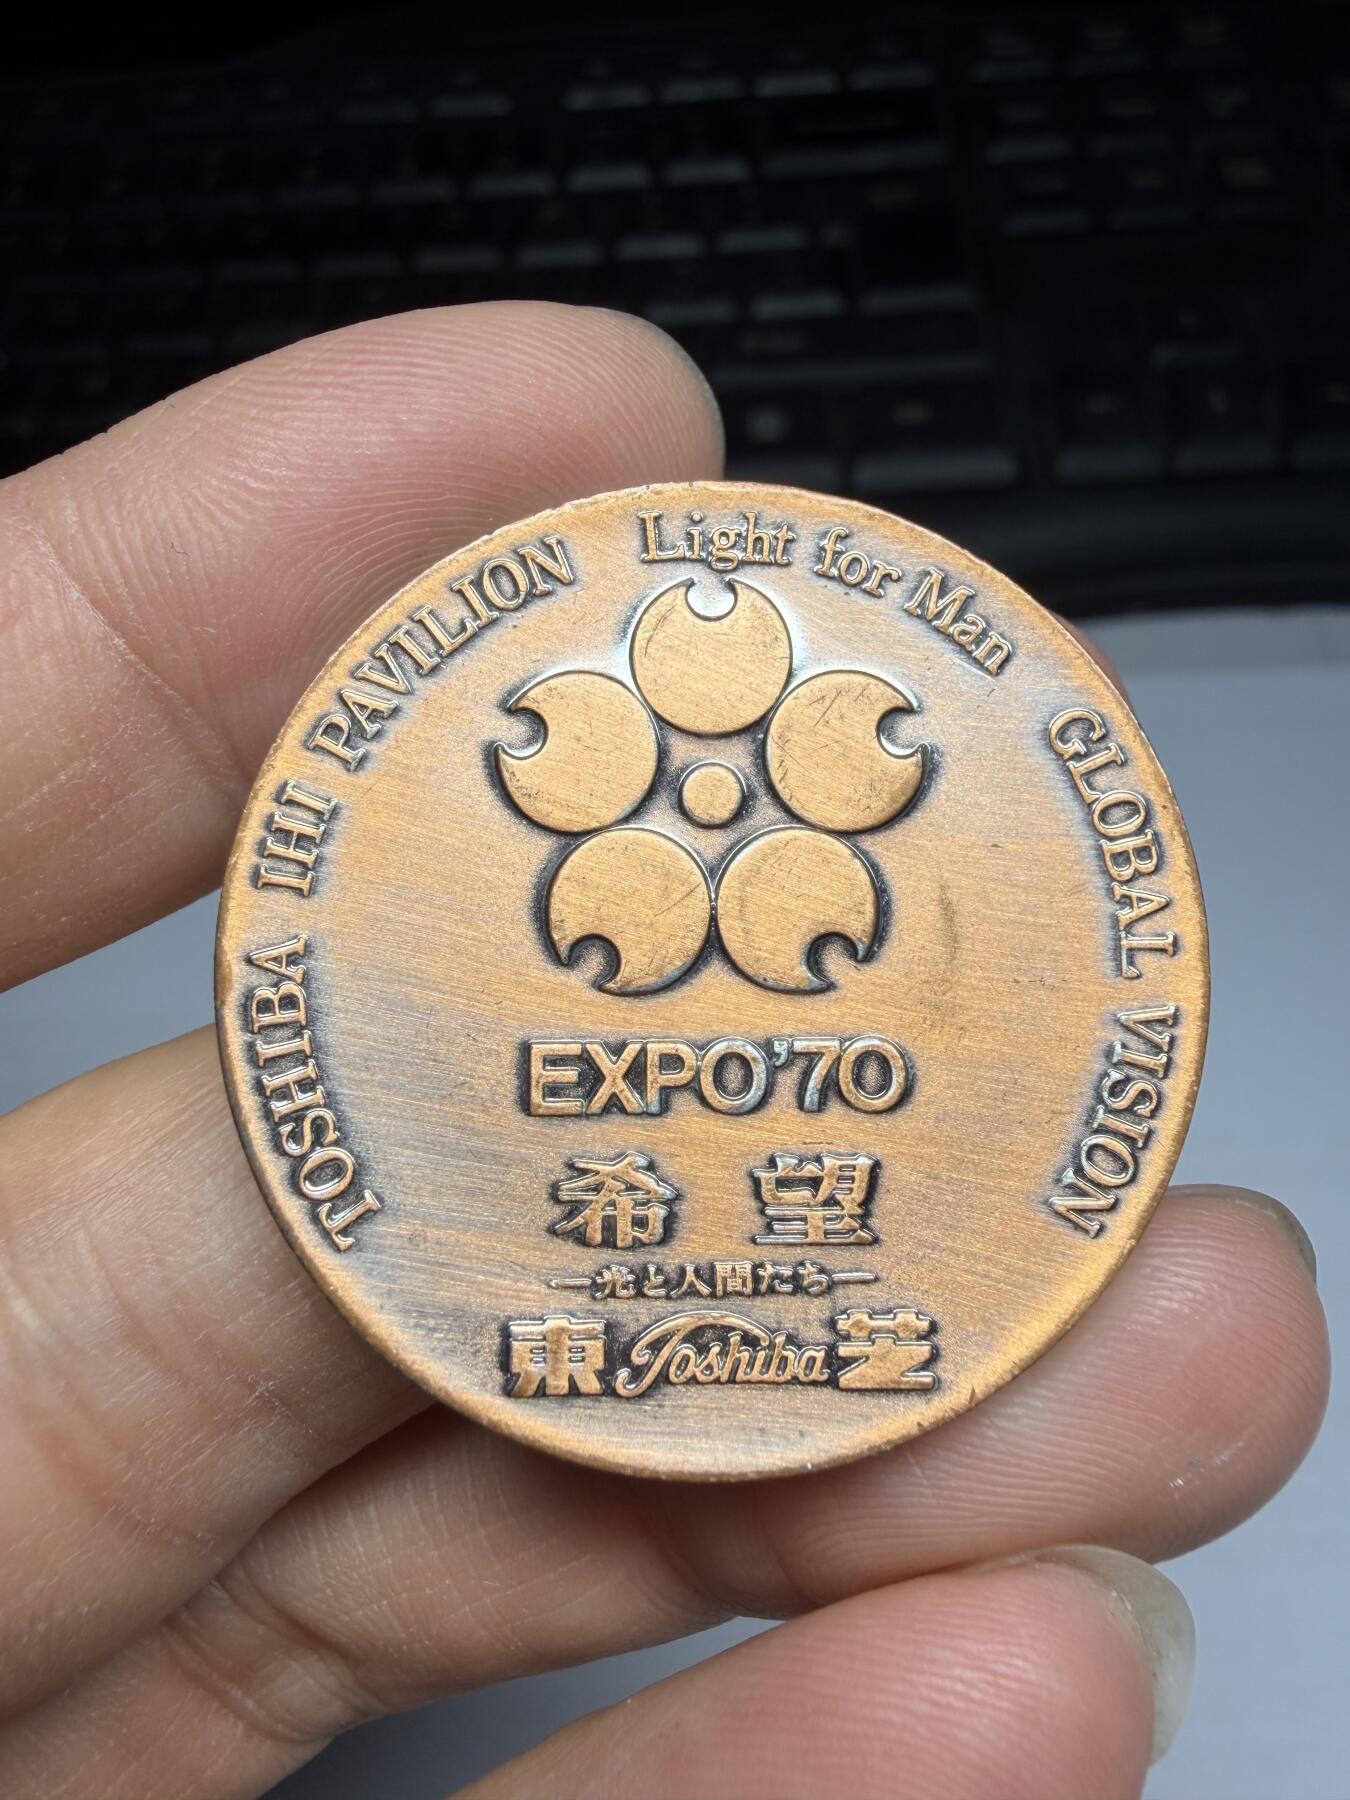 TOSHIBA IHI PAVILION
Light for Man
GLOBAL VISION
EXPO'70
希望
—光と人間たち—
東 Toshiba 芝